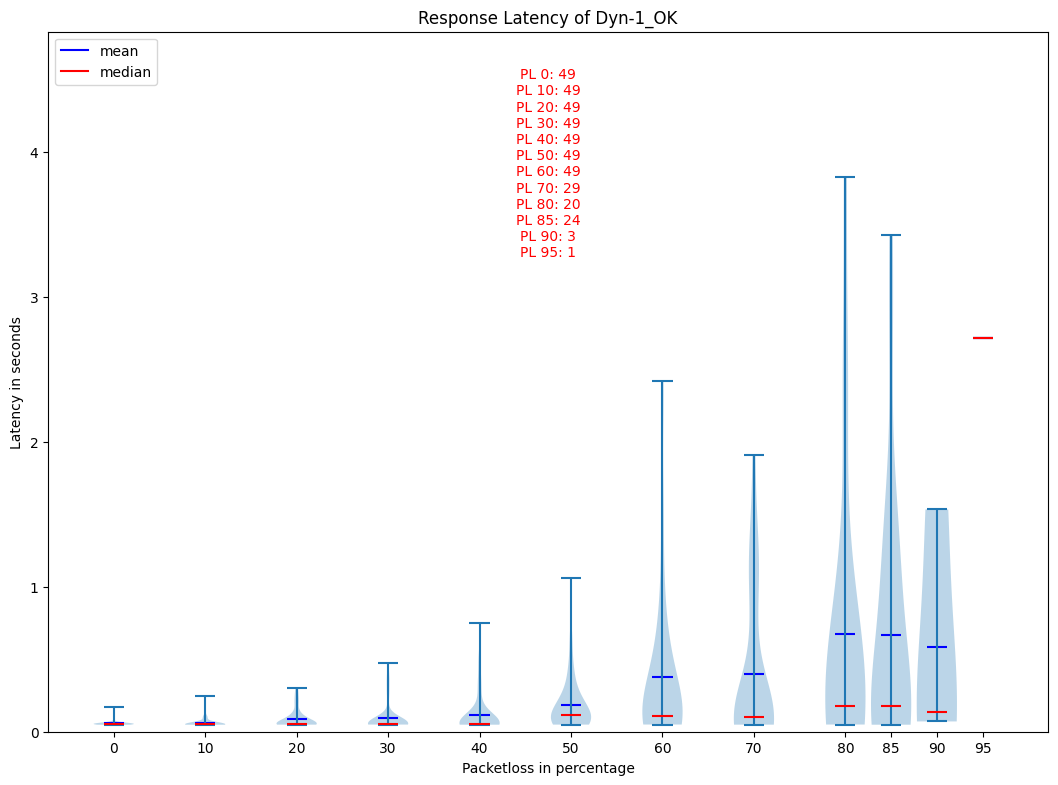 Response Latency of Dyn-1_OK
mean
median
PL 0: 49
PL 10: 49
PL 20: 49
PL 30: 49
PL 40: 49
PL 50: 49
PL 60: 49
PL 70: 29
PL 80: 20
PL 85: 24
PL 90: 3
PL 95: 1
4
3
2
1
0
Latency in seconds
0 10 20 30 40 50 60 70 80 85 90 95
Packetloss in percentage